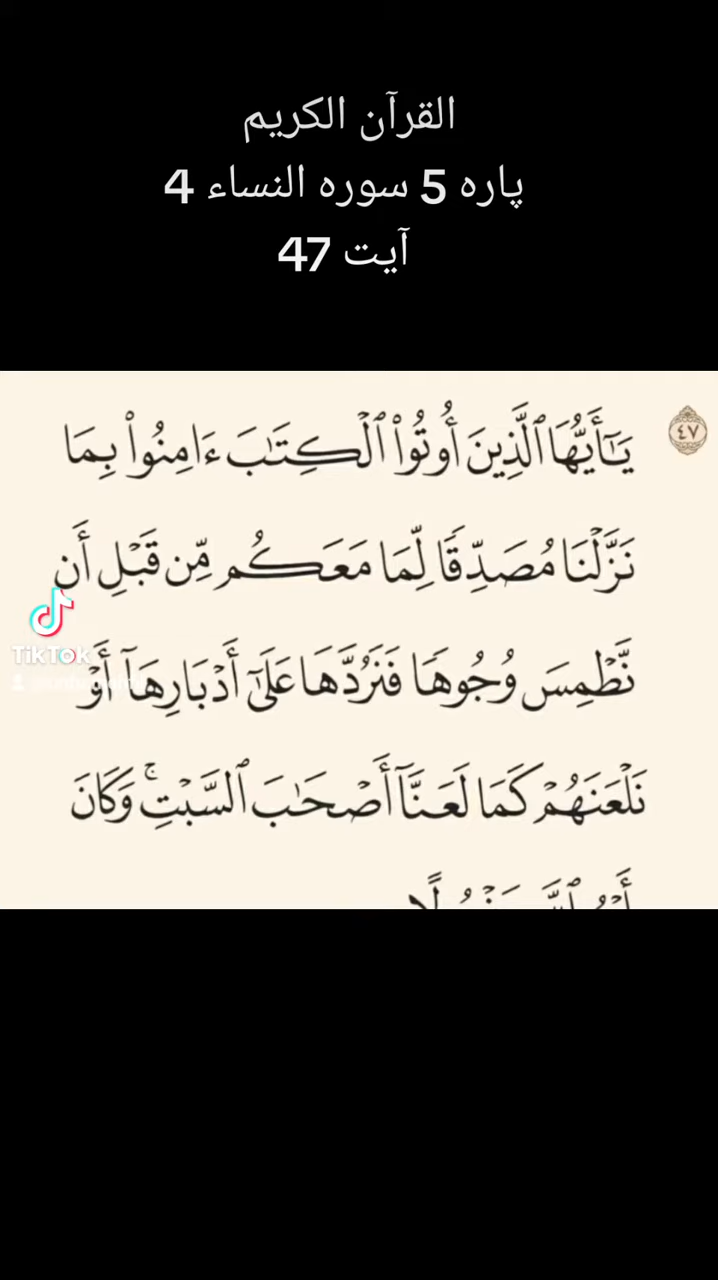 القرآن الكريم
پاره 5 سوره النساء 4
آيت 47
٤٧
يَـٰٓأَيُّهَا ٱلَّذِينَ أُوتُوا۟ ٱلْكِتَـٰبَ ءَامِنُوا۟ بِمَا
نَزَّلْنَا مُصَدِّقًا لِّمَا مَعَكُم مِّن قَبْلِ أَن
نَّطْمِسَ وُجُوهًا فَنَرُدَّهَا عَلَىٰٓ أَدْبَارِهَآ أَوْ
نَلْعَنَهُمْ كَمَا لَعَنَّآ أَصْحَـٰبَ ٱلسَّبْتِ ۚ وَكَانَ
TikTok